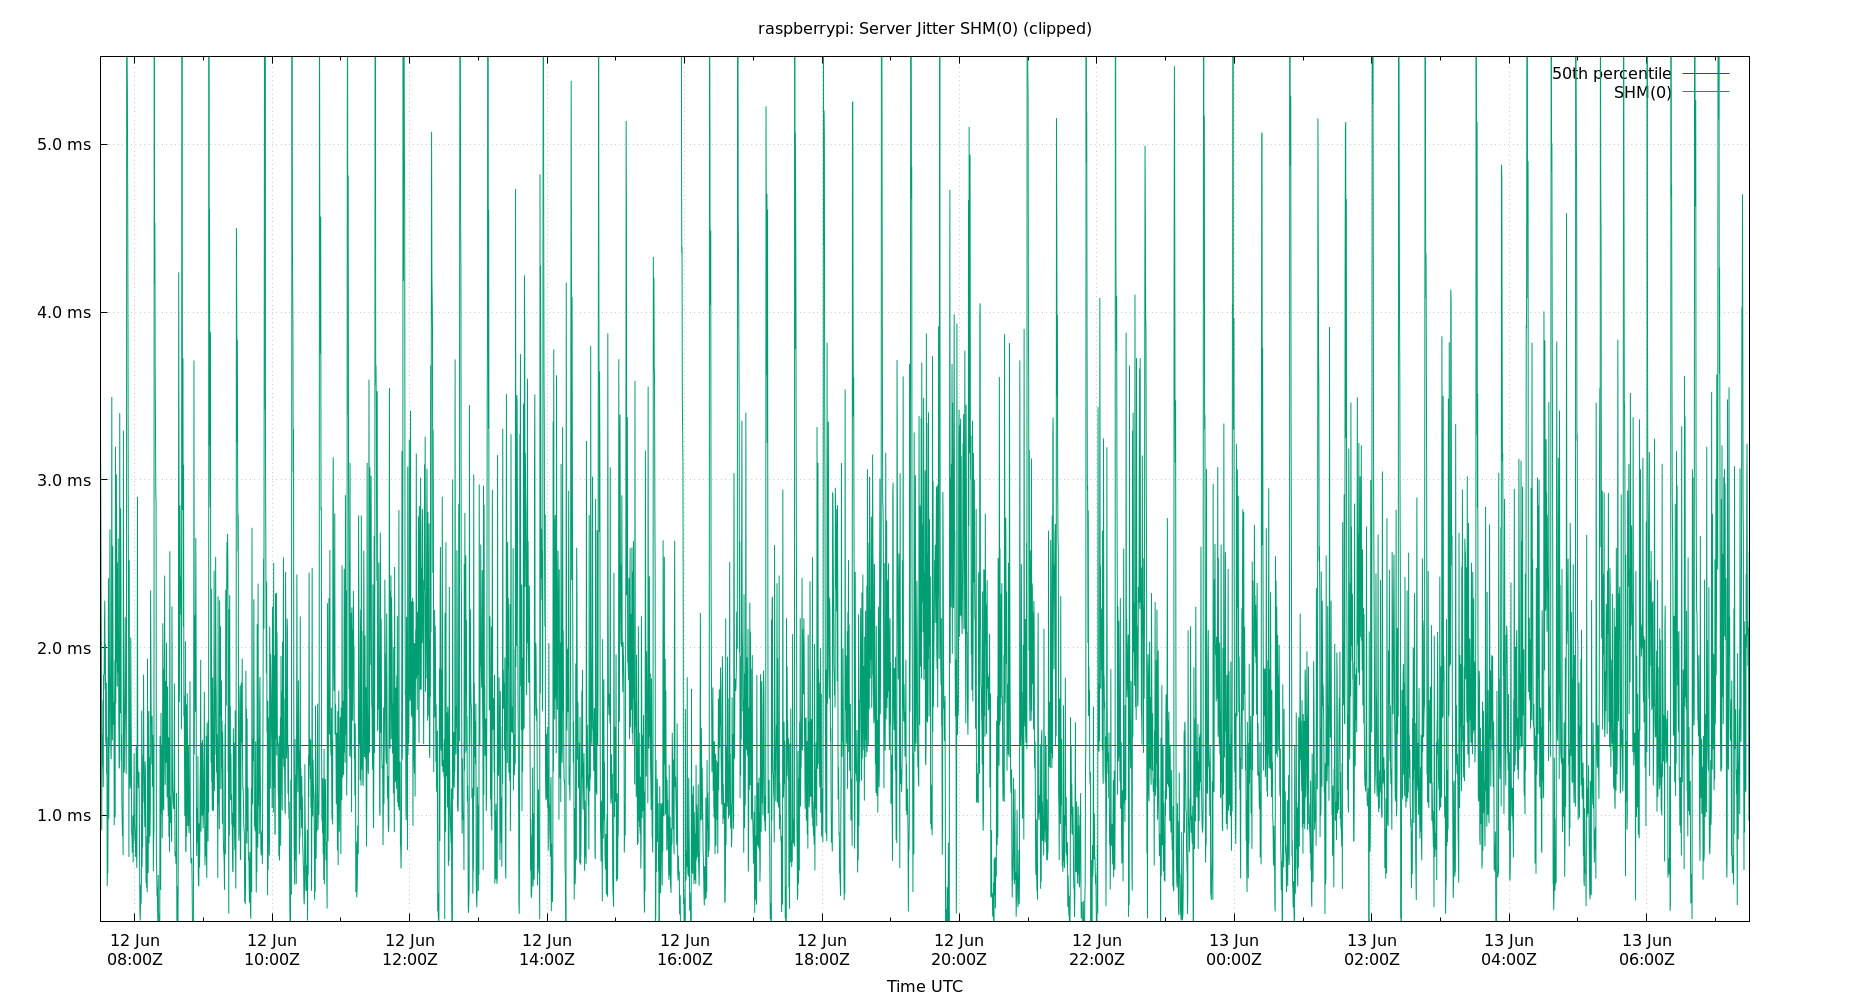 raspberrypi: Server Jitter SHM(0) (clipped)
50th percentile
SHM(0)
5.0 ms
4.0 ms
3.0 ms
2.0 ms
1.0 ms
12 Jun 12 Jun 12 Jun 12 Jun 12 Jun 12 Jun 12 Jun 12 Jun 13 Jun 13 Jun 13 Jun 13 Jun
08:00Z 10:00Z 12:00Z 14:00Z 16:00Z 18:00Z 20:00Z 22:00Z 00:00Z 02:00Z 04:00Z 06:00Z
Time UTC